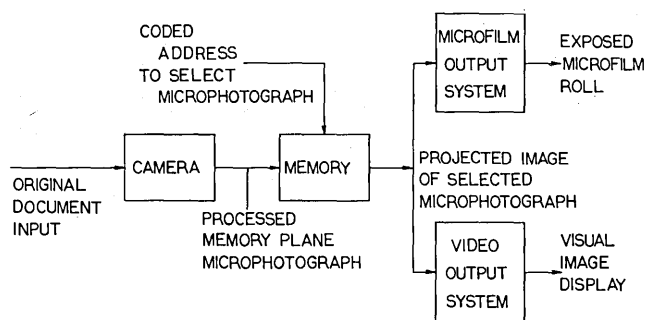 CODED
ADDRESS
TO SELECT
MICROPHOTOGRAPH
MICROFILM
OUTPUT
SYSTEM
EXPOSED
MICROFILM
ROLL
ORIGINAL
DOCUMENT
INPUT
CAMERA
PROCESSED
MEMORY PLANE
MICROPHOTOGRAPH
MEMORY
PROJECTED IMAGE
OF SELECTED
MICROPHOTOGRAPH
VIDEO
OUTPUT
SYSTEM
VISUAL
IMAGE
DISPLAY